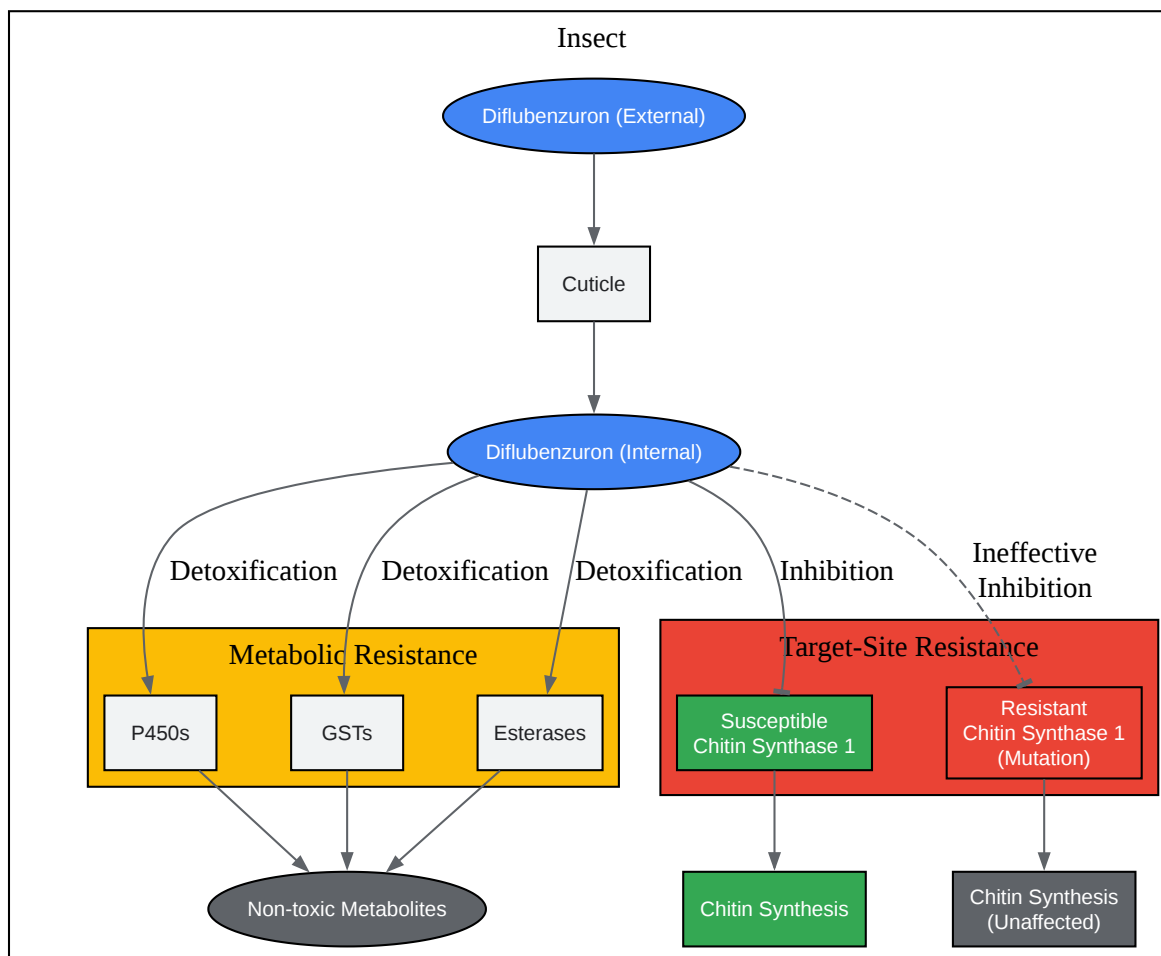 Insect
Diflubenzuron (External)
Cuticle
Diflubenzuron (Internal)
Detoxification
Detoxification
Detoxification
Inhibition
Ineffective
Inhibition
Metabolic Resistance
P450s
GSTs
Esterases
Target-Site Resistance
Susceptible
Chitin Synthase 1
Resistant
Chitin Synthase 1
(Mutation)
Non-toxic Metabolites
Chitin Synthesis
Chitin Synthesis
(Unaffected)